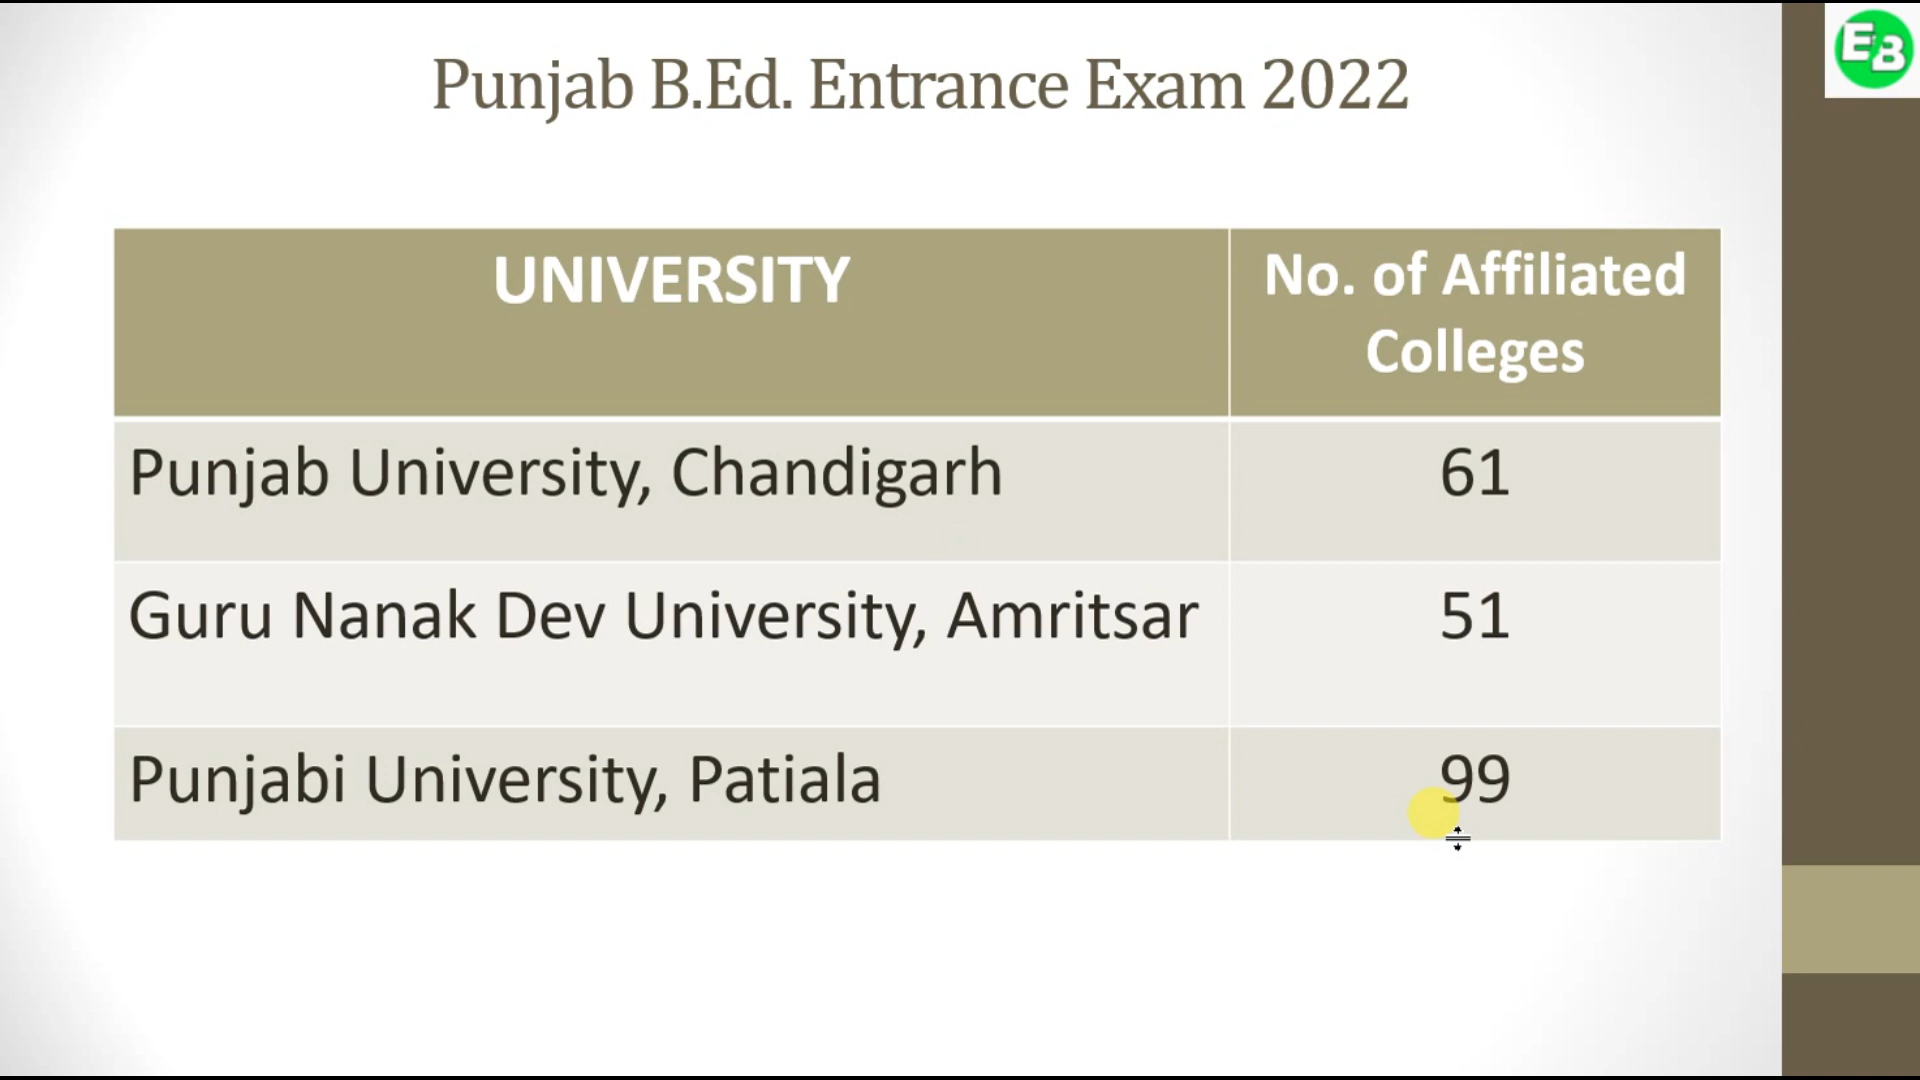 EiB
Punjab B.Ed. Entrance Exam 2022
UNIVERSITY
No. of Affiliated
Colleges
Punjab University, Chandigarh
61
Guru Nanak Dev University, Amritsar
51
Punjabi University, Patiala
99